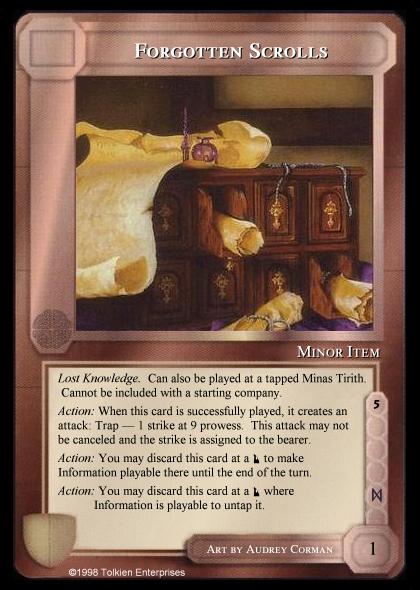 Forgotten Scrolls
Minor Item
Lost Knowledge. Can also be played at a tapped Minas Tirith.
Cannot be included with a starting company.
Action: When this card is successfully played, it creates an
attack: Trap — 1 strike at 9 prowess. This attack may not
be canceled and the strike is assigned to the bearer.
Action: You may discard this card at a to make
Information playable there until the end of the turn.
Action: You may discard this card at a where
Information is playable to untap it.
5
Art by Audrey Corman
1
©1998 Tolkien Enterprises